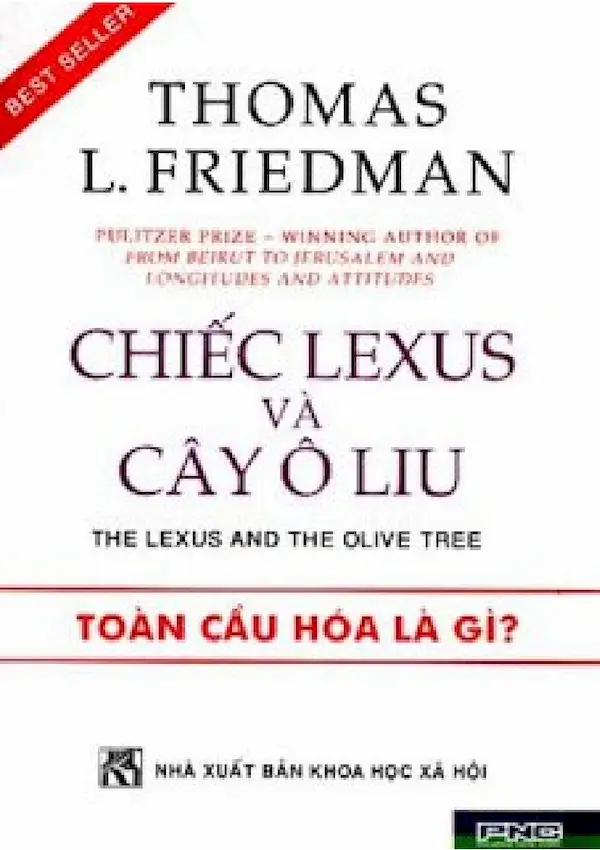 BEST SELLER
THOMAS
L. FRIEDMAN
PULITZER PRIZE – WINNING AUTHOR OF
FROM BEIRUT TO JERUSALEM AND
LONGITUDES AND ATTITUDES
CHIẾC LEXUS
VÀ
CÂY Ô LIU
THE LEXUS AND THE OLIVE TREE
TOÀN CẦU HÓA LÀ GÌ?
NHÀ XUẤT BẢN KHOA HỌC XÃ HỘI
PNC